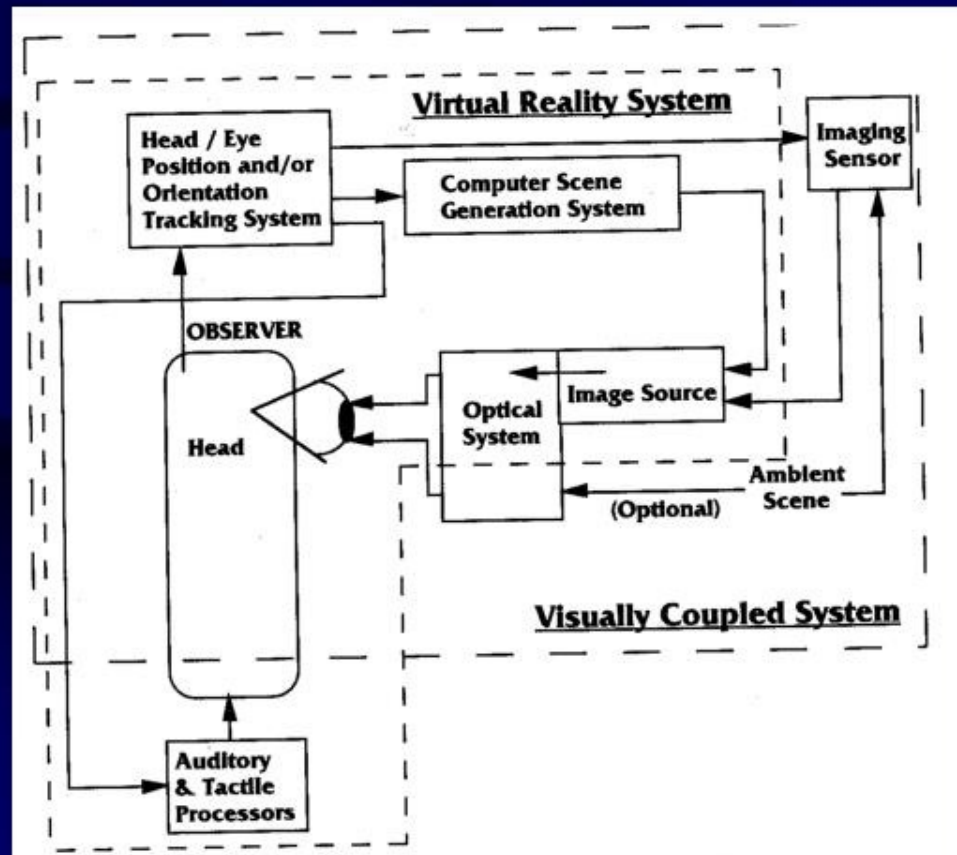 Virtual Reality System
Head / Eye
Position and/or
Orientation
Tracking System
Computer Scene
Generation System
Imaging
Sensor
OBSERVER
Head
Optical
System
Image Source
Ambient
Scene
(Optional)
Visually Coupled System
Auditory
& Tactile
Processors